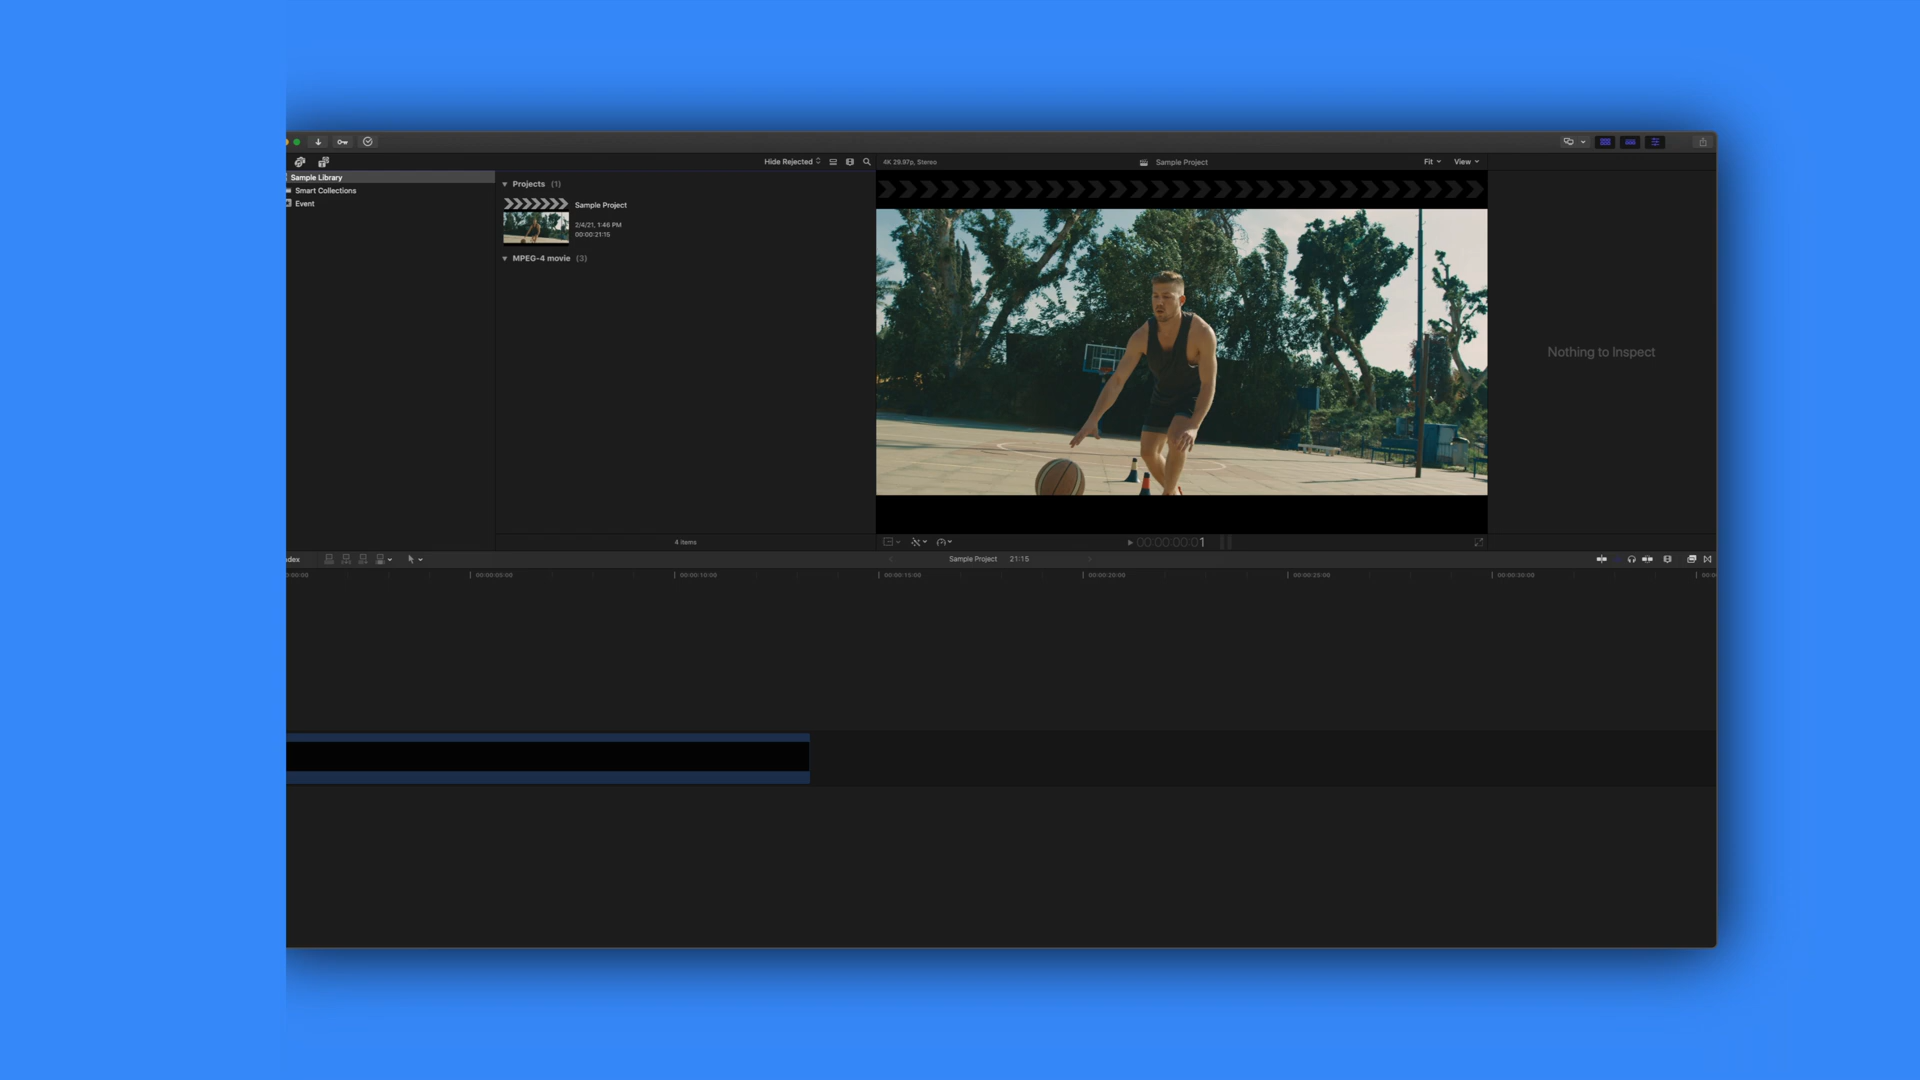 Hide Rejected
4K 29.97p, Stereo
Sample Project
Fit
View
Sample Library
Smart Collections
Event
Projects (1)
Sample Project
2/4/21, 1:46 PM
00:00:21:15
MPEG-4 movie (3)
Nothing to Inspect
4 items
00:00:00:01
ndex
Sample Project 21:15
0:00:00 00:00:05:00 00:00:10:00 00:00:15:00 00:00:20:00 00:00:25:00 00:00:30:00 00:0